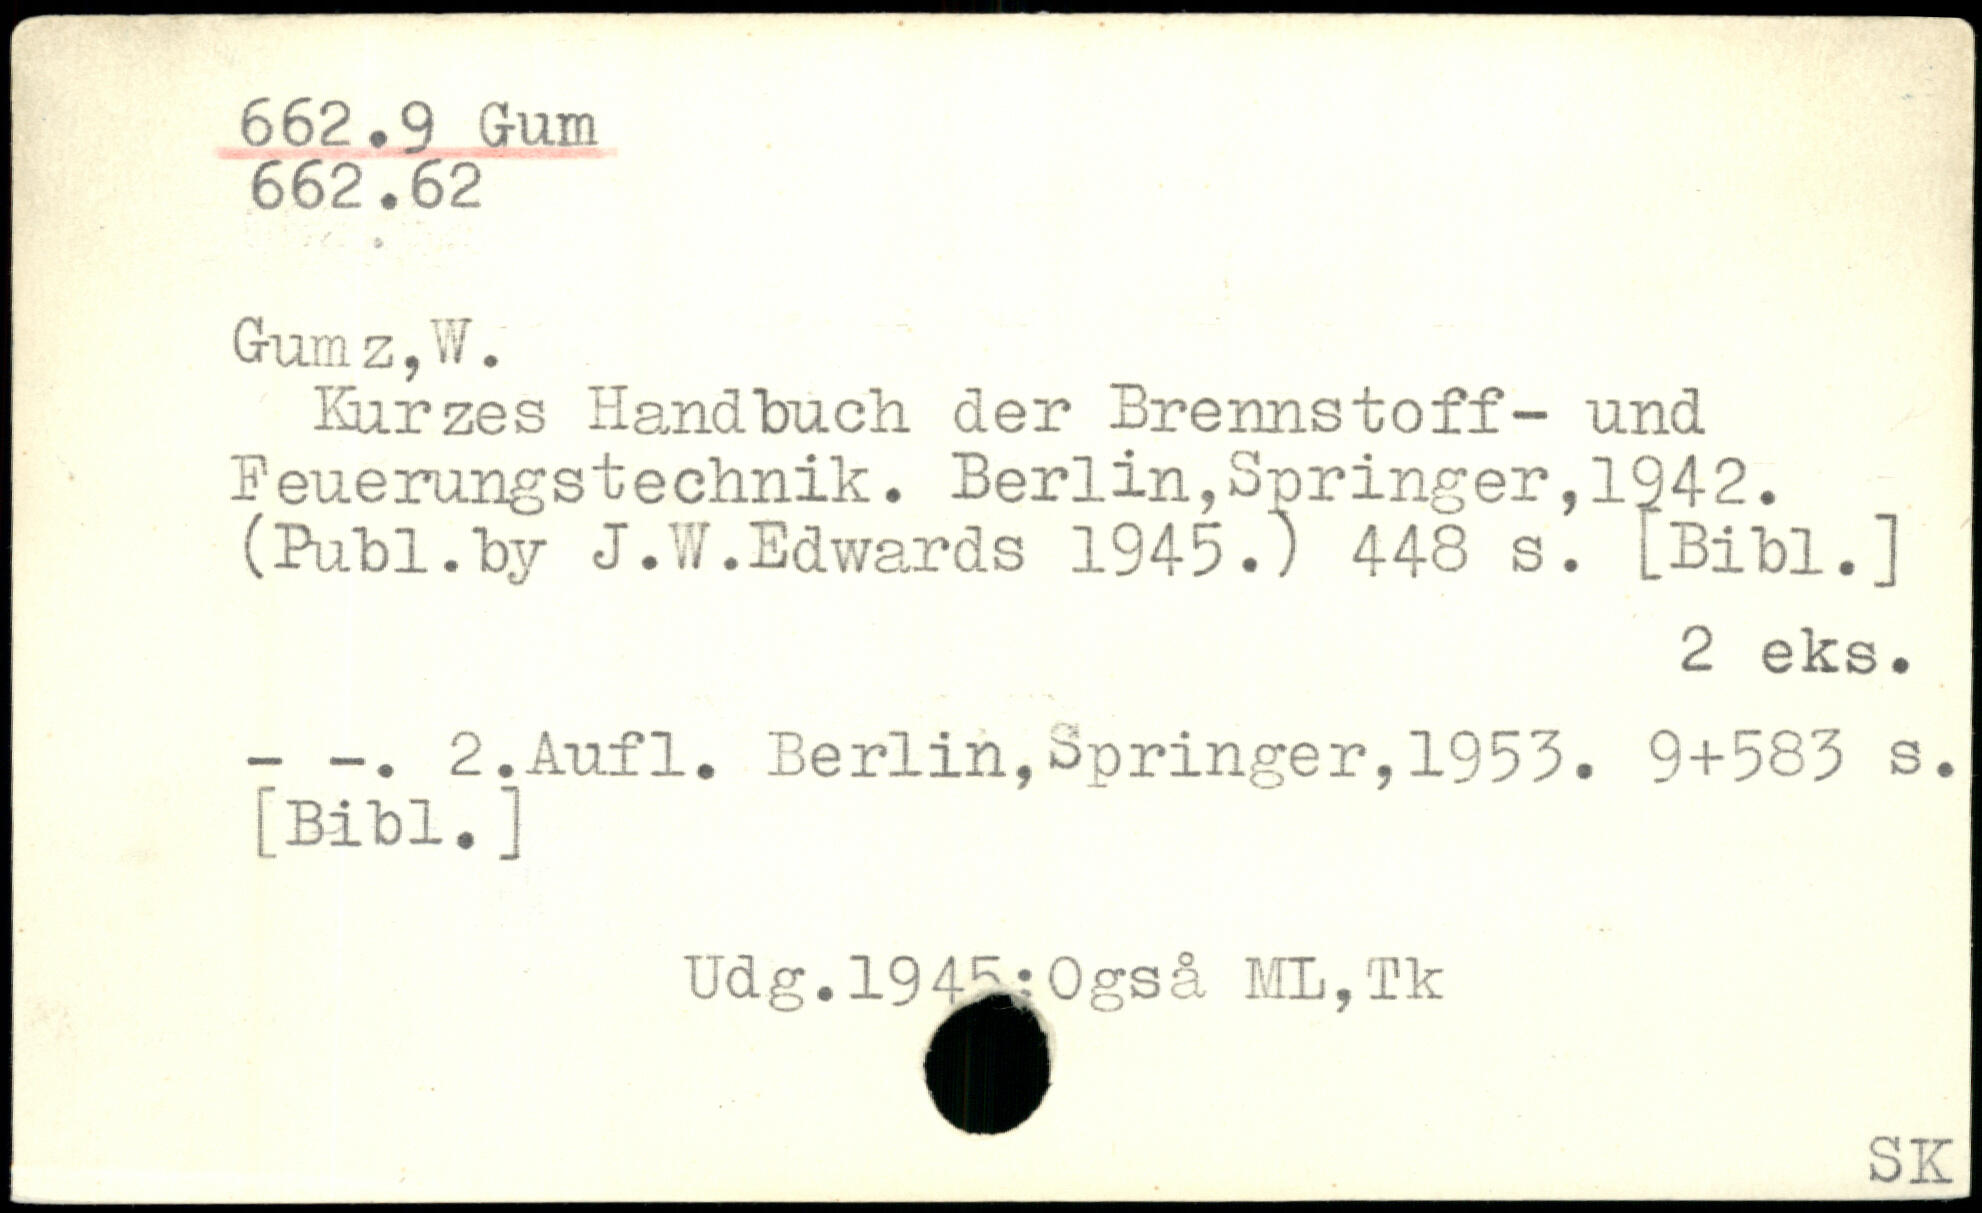 662.9 Gum
662.62
Gumz,W.
Kurzes Handbuch der Brennstoff- und
Feuerungstechnik. Berlin,Springer,1942.
(Publ.by J.W.Edwards 1945.) 448 s. [Bibl.]
2 eks.
- -. 2.Aufl. Berlin,Springer,1953. 9+583 s.
[Bibl.]
Udg.1945:Også ML,Tk
SK